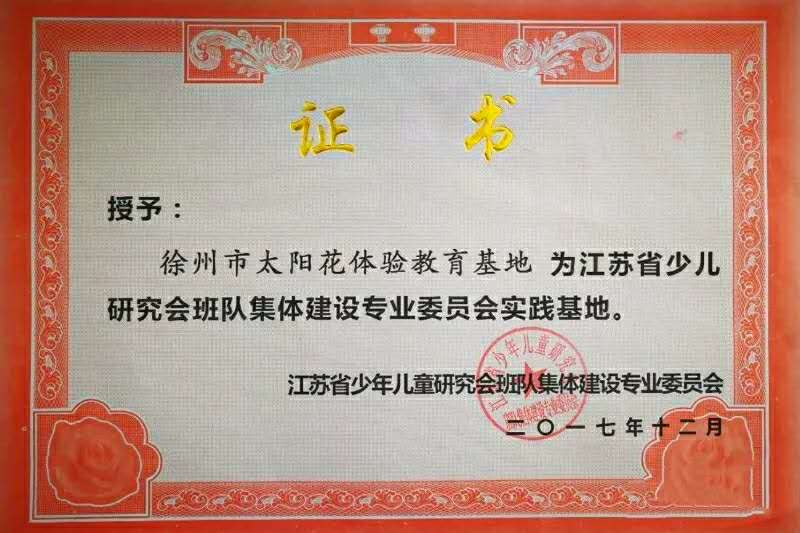 证 书
授予：
徐州市太阳花体验教育基地 为江苏省少儿
研究会班队集体建设专业委员会实践基地。
江苏省少年儿童研究会班队集体建设专业委员会
二〇一七年十二月